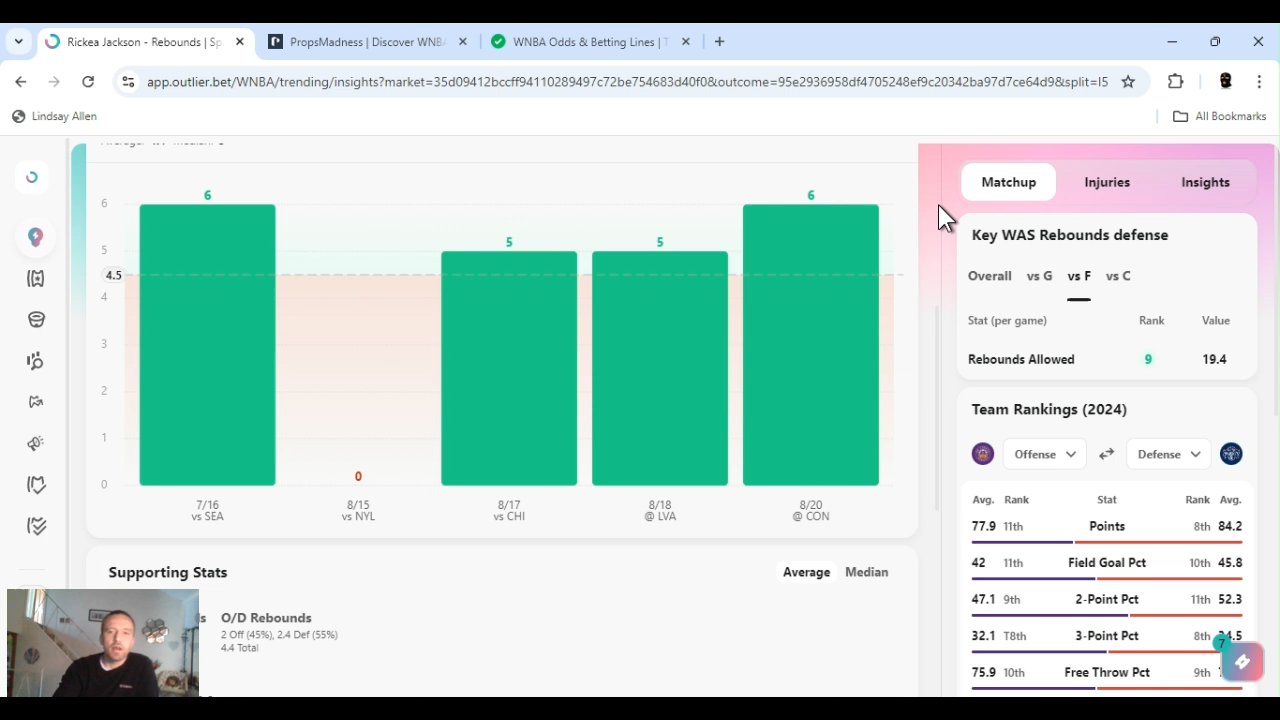 Rickea Jackson - Rebounds | Sp
PropsMadness | Discover WNB
WNBA Odds & Betting Lines | T
app.outlier.bet/WNBA/trending/insights?market=35d09412bccff94110289497c72be754683d40f0&outcome=95e2936958df4705248ef9c20342ba97d7ce64d9&split=l5
Lindsay Allen
All Bookmarks
6
5
4.5
4
3
2
1
0
6
0
5
5
6
7/16
vs SEA
8/15
vs NYL
8/17
vs CHI
8/18
@ LVA
8/20
@ CON
Supporting Stats
Average
Median
O/D Rebounds
2 Off (45%), 2.4 Def (55%)
4.4 Total
Matchup
Injuries
Insights
Key WAS Rebounds defense
Overall vs G vs F vs C
Stat (per game) Rank Value
Rebounds Allowed 9 19.4
Team Rankings (2024)
Offense
Defense
Avg. Rank Stat Rank Avg.
77.9 11th Points 8th 84.2
42 11th Field Goal Pct 10th 45.8
47.1 9th 2-Point Pct 11th 52.3
32.1 T8th 3-Point Pct 8th
75.9 10th Free Throw Pct 9th
7